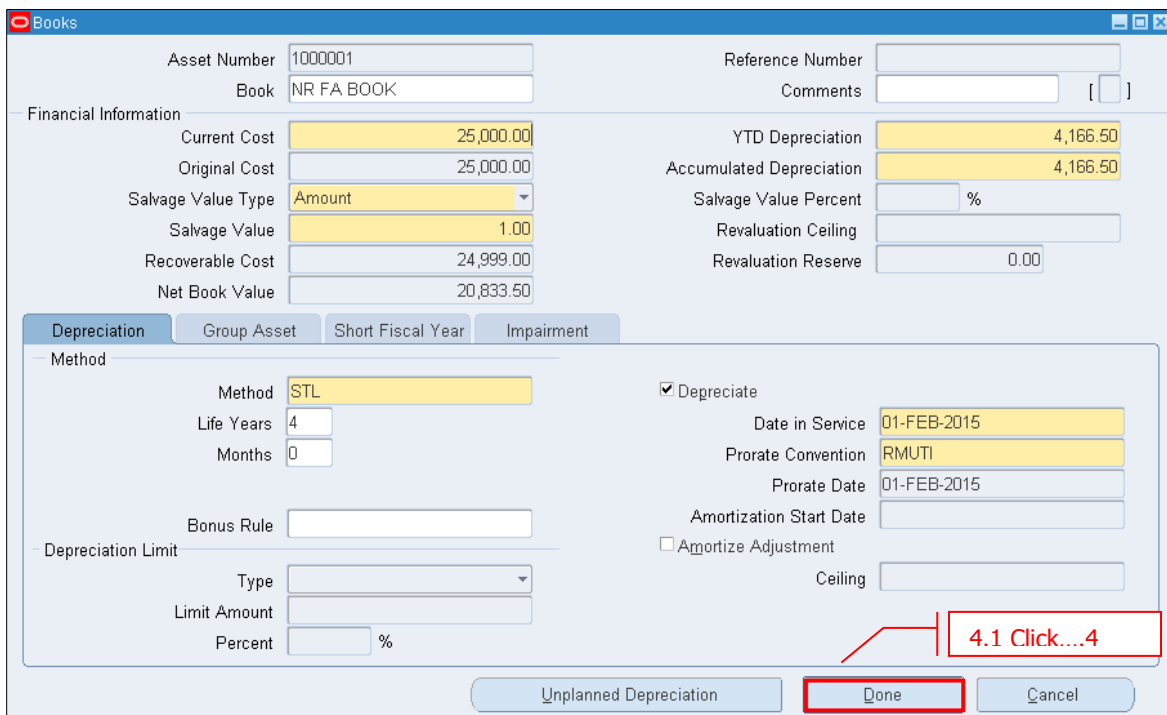 Books
Asset Number 1000001 Reference Number
Book NR FA BOOK Comments [ ]
Financial Information
Current Cost 25,000.00 YTD Depreciation 4,166.50
Original Cost 25,000.00 Accumulated Depreciation 4,166.50
Salvage Value Type Amount Salvage Value Percent %
Salvage Value 1.00 Revaluation Ceiling
Recoverable Cost 24,999.00 Revaluation Reserve 0.00
Net Book Value 20,833.50
Depreciation Group Asset Short Fiscal Year Impairment
Method
Method STL Depreciate
Life Years 4 Date in Service 01-FEB-2015
Months 0 Prorate Convention RMUTI
Prorate Date 01-FEB-2015
Bonus Rule Amortization Start Date
Depreciation Limit Amortize Adjustment
Type Ceiling
Limit Amount
Percent %
4.1 Click....4
Unplanned Depreciation Done Cancel